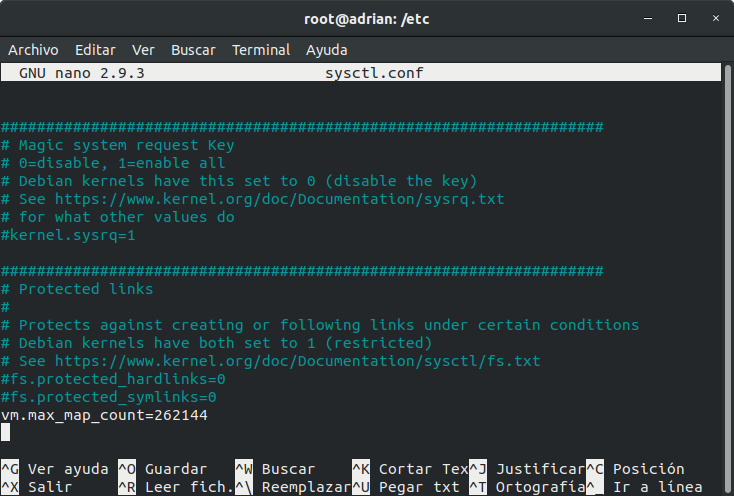 root@adrian: /etc
Archivo Editar Ver Buscar Terminal Ayuda
GNU nano 2.9.3 sysctl.conf
###################################################################
# Magic system request Key
# 0=disable, 1=enable all
# Debian kernels have this set to 0 (disable the key)
# See https://www.kernel.org/doc/Documentation/sysrq.txt
# for what other values do
#kernel.sysrq=1
###################################################################
# Protected links
#
# Protects against creating or following links under certain conditions
# Debian kernels have both set to 1 (restricted)
# See https://www.kernel.org/doc/Documentation/sysctl/fs.txt
#fs.protected_hardlinks=0
#fs.protected_symlinks=0
vm.max_map_count=262144
^G Ver ayuda ^O Guardar ^W Buscar ^K Cortar Tex^J Justificar^C Posición
^X Salir ^R Leer fich.^\ Reemplazar^U Pegar txt ^T Ortografía^_ Ir a línea